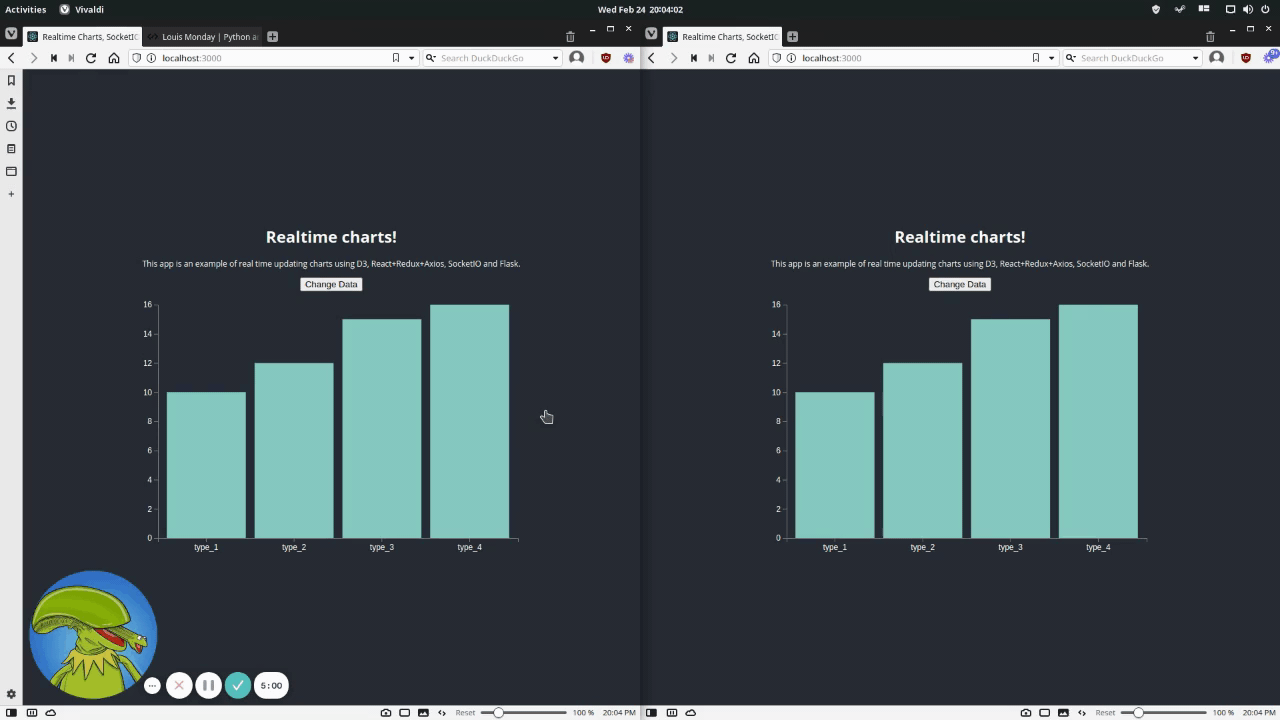 Activities Vivaldi Wed Feb 24 20:04:02
Realtime Charts, SocketIO Louis Monday | Python a
localhost:3000 Search DuckDuckGo
Realtime charts!
This app is an example of real time updating charts using D3, React+Redux+Axios, SocketIO and Flask.
Change Data
16
14
12
10
8
6
4
2
0
type_1 type_2 type_3 type_4
5:00
Reset 100 % 20:04 PM
Realtime Charts, SocketIO
localhost:3000 Search DuckDuckGo
9+
Realtime charts!
This app is an example of real time updating charts using D3, React+Redux+Axios, SocketIO and Flask.
Change Data
16
14
12
10
8
6
4
2
0
type_1 type_2 type_3 type_4
Reset 100 % 20:04 PM